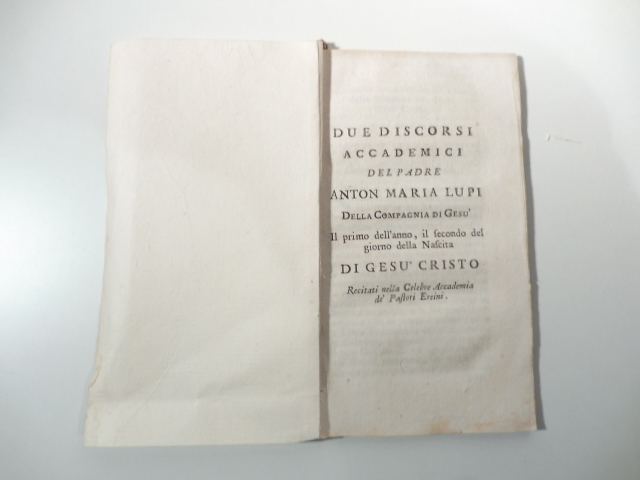 DUE DISCORSI
ACCADEMICI
DEL PADRE
ANTON MARIA LUPI
DELLA COMPAGNIA DI GESU'
Il primo dell'anno, il secondo del
giorno della Nascita
DI GESU' CRISTO
Recitati nella Celebre Accademia
de' Pastori Ereini.